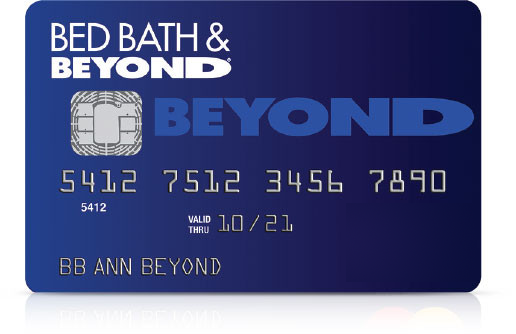 BED BATH &
BEYOND®
BEYOND
5412 7512 3456 7890
5412
VALID THRU 10/21
BB ANN BEYOND